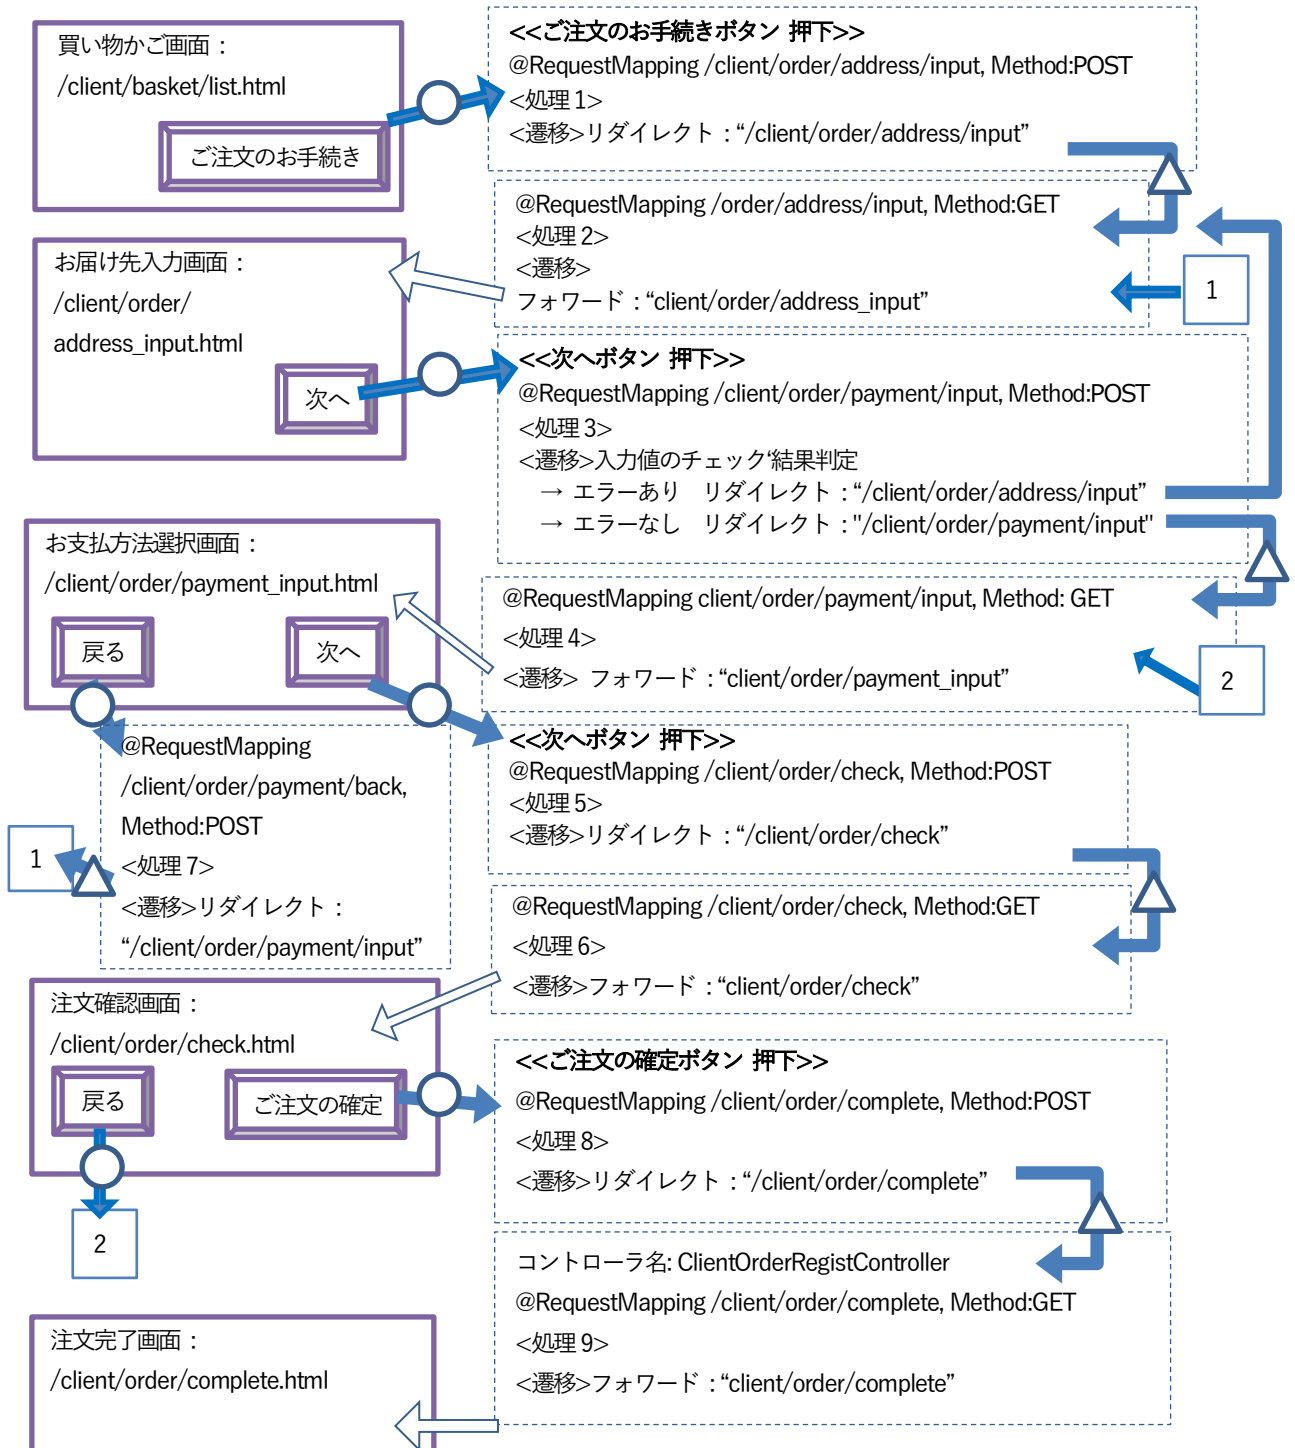 買い物かご画面：
/client/basket/list.html
ご注文のお手続き
<<ご注文のお手続きボタン 押下>>
@RequestMapping /client/order/address/input, Method:POST
<処理1>
<遷移>リダイレクト：“/client/order/address/input”
@RequestMapping /order/address/input, Method:GET
<処理2>
<遷移>
フォワード：“client/order/address_input”
1
お届け先入力画面：
/client/order/
address_input.html
次へ
<<次へボタン 押下>>
@RequestMapping /client/order/payment/input, Method:POST
<処理3>
<遷移>入力値のチェック‘結果判定
→ エラーあり　リダイレクト：“/client/order/address/input”
→ エラーなし　リダイレクト："/client/order/payment/input"
お支払方法選択画面：
/client/order/payment_input.html
戻る
次へ
@RequestMapping client/order/payment/input, Method: GET
<処理4>
<遷移> フォワード：“client/order/payment_input”
2
@RequestMapping
/client/order/payment/back,
Method:POST
<処理7>
<遷移>リダイレクト：
“/client/order/payment/input”
1
<<次へボタン 押下>>
@RequestMapping /client/order/check, Method:POST
<処理5>
<遷移>リダイレクト：“/client/order/check”
@RequestMapping /client/order/check, Method:GET
<処理6>
<遷移>フォワード：“client/order/check”
注文確認画面：
/client/order/check.html
戻る
ご注文の確定
2
<<ご注文の確定ボタン 押下>>
@RequestMapping /client/order/complete, Method:POST
<処理8>
<遷移>リダイレクト：“/client/order/complete”
コントローラ名: ClientOrderRegistController
@RequestMapping /client/order/complete, Method:GET
<処理9>
<遷移>フォワード：“client/order/complete”
注文完了画面：
/client/order/complete.html